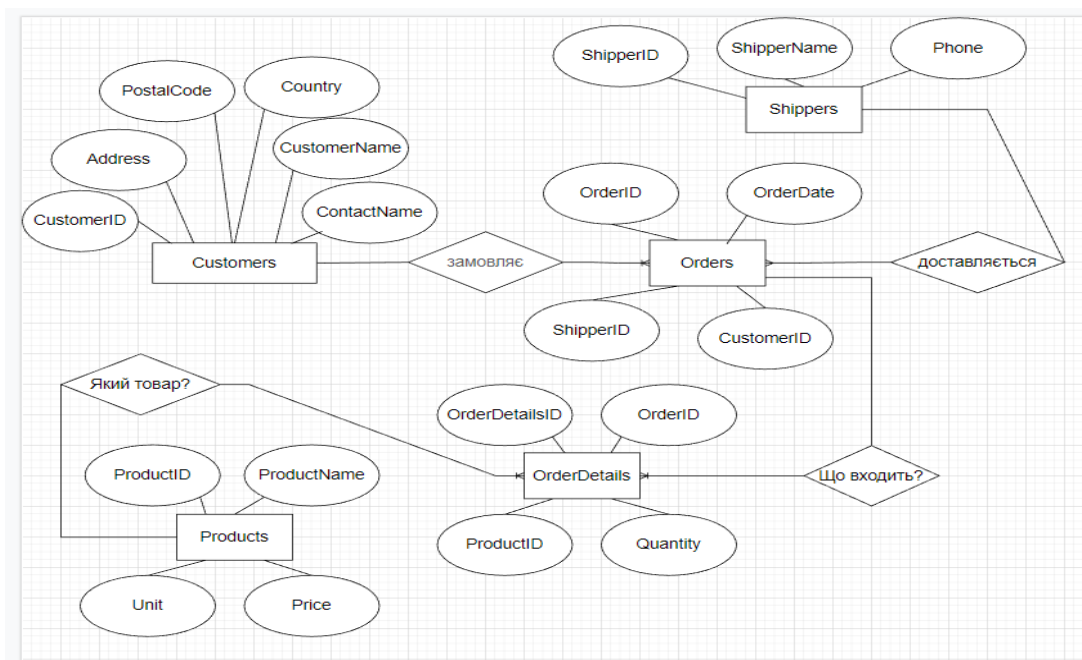 ShipperID
ShipperName
Phone
Shippers
PostalCode
Country
Address
CustomerName
CustomerID
ContactName
Customers
замовляє
OrderID
OrderDate
Orders
доставляється
ShipperID
CustomerID
Який товар?
OrderDetailsID
OrderID
OrderDetails
Що входить?
ProductID
Quantity
ProductID
ProductName
Products
Unit
Price